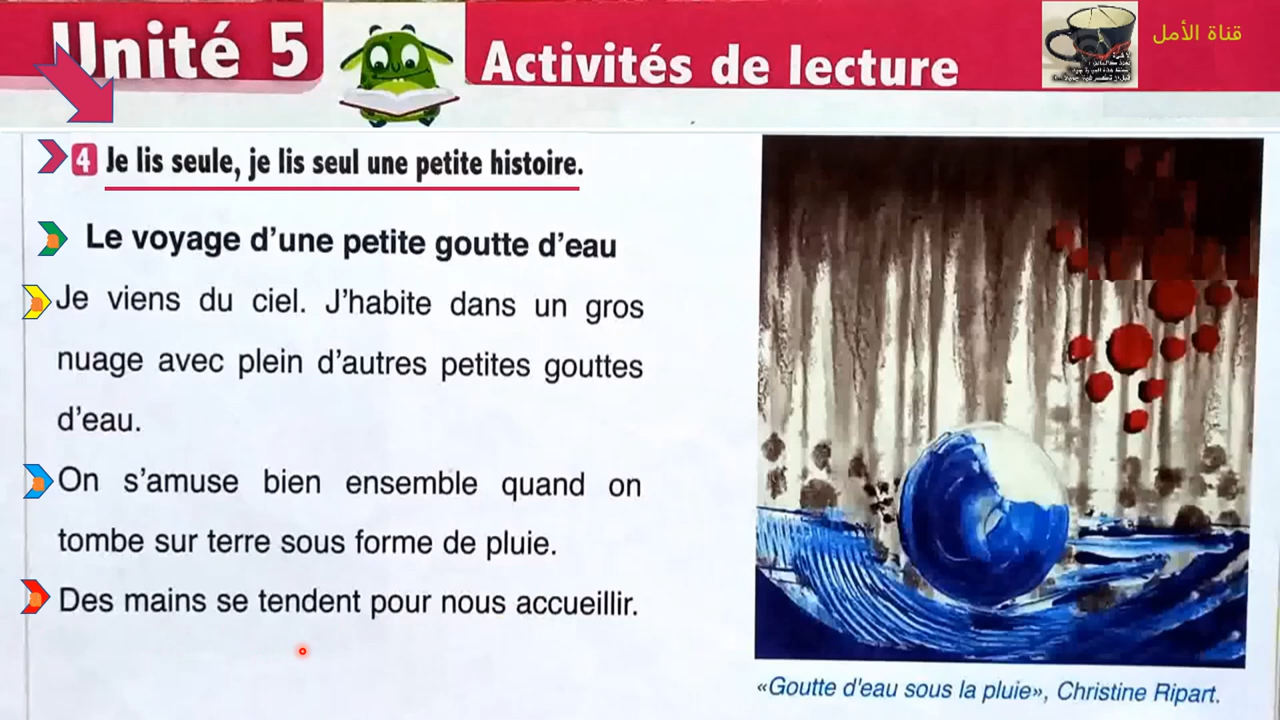 Unité 5
Activités de lecture
قناة الأمل
4 Je lis seule, je lis seul une petite histoire.
Le voyage d'une petite goutte d'eau
Je viens du ciel. J'habite dans un gros
nuage avec plein d'autres petites gouttes
d'eau.
On s'amuse bien ensemble quand on
tombe sur terre sous forme de pluie.
Des mains se tendent pour nous accueillir.
«Goutte d'eau sous la pluie», Christine Ripart.